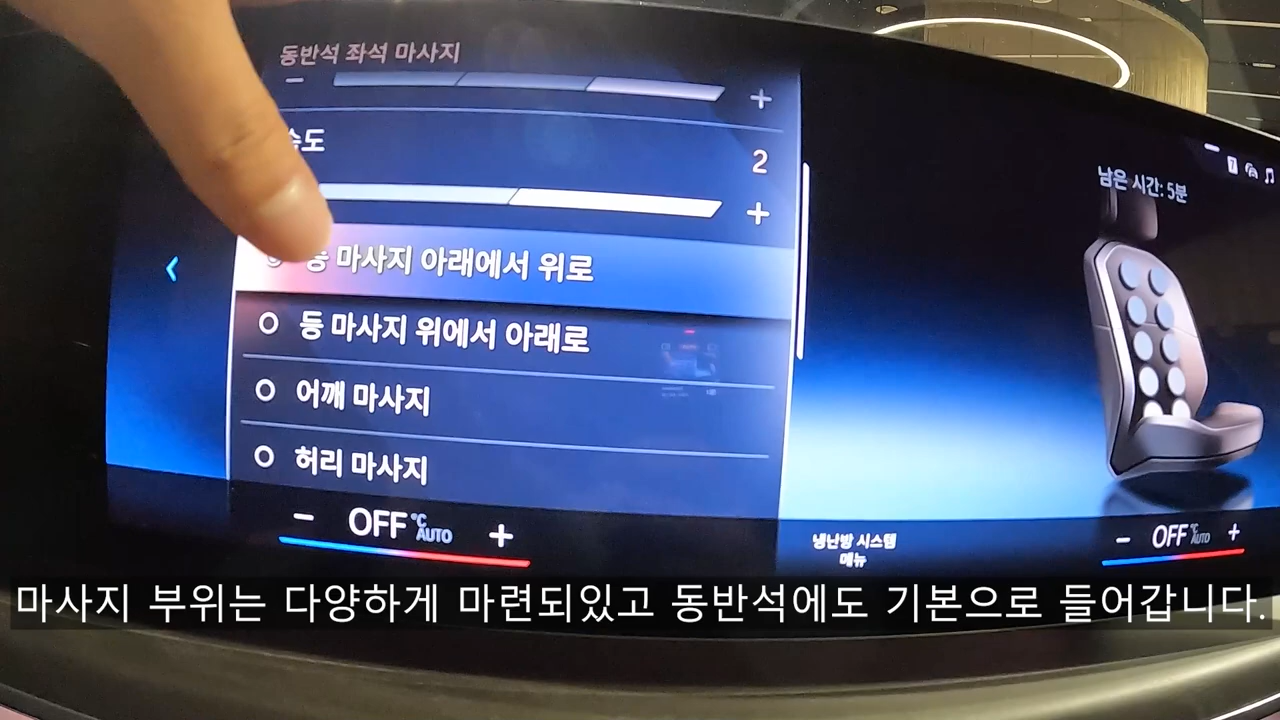 동반석 좌석 마사지
− +
속도
2
+
남은 시간: 5분
등 마사지 아래에서 위로
등 마사지 위에서 아래로
어깨 마사지
허리 마사지
− OFF °C AUTO +
냉난방 시스템
메뉴
− OFF °C AUTO +
마사지 부위는 다양하게 마련되있고 동반석에도 기본으로 들어갑니다.